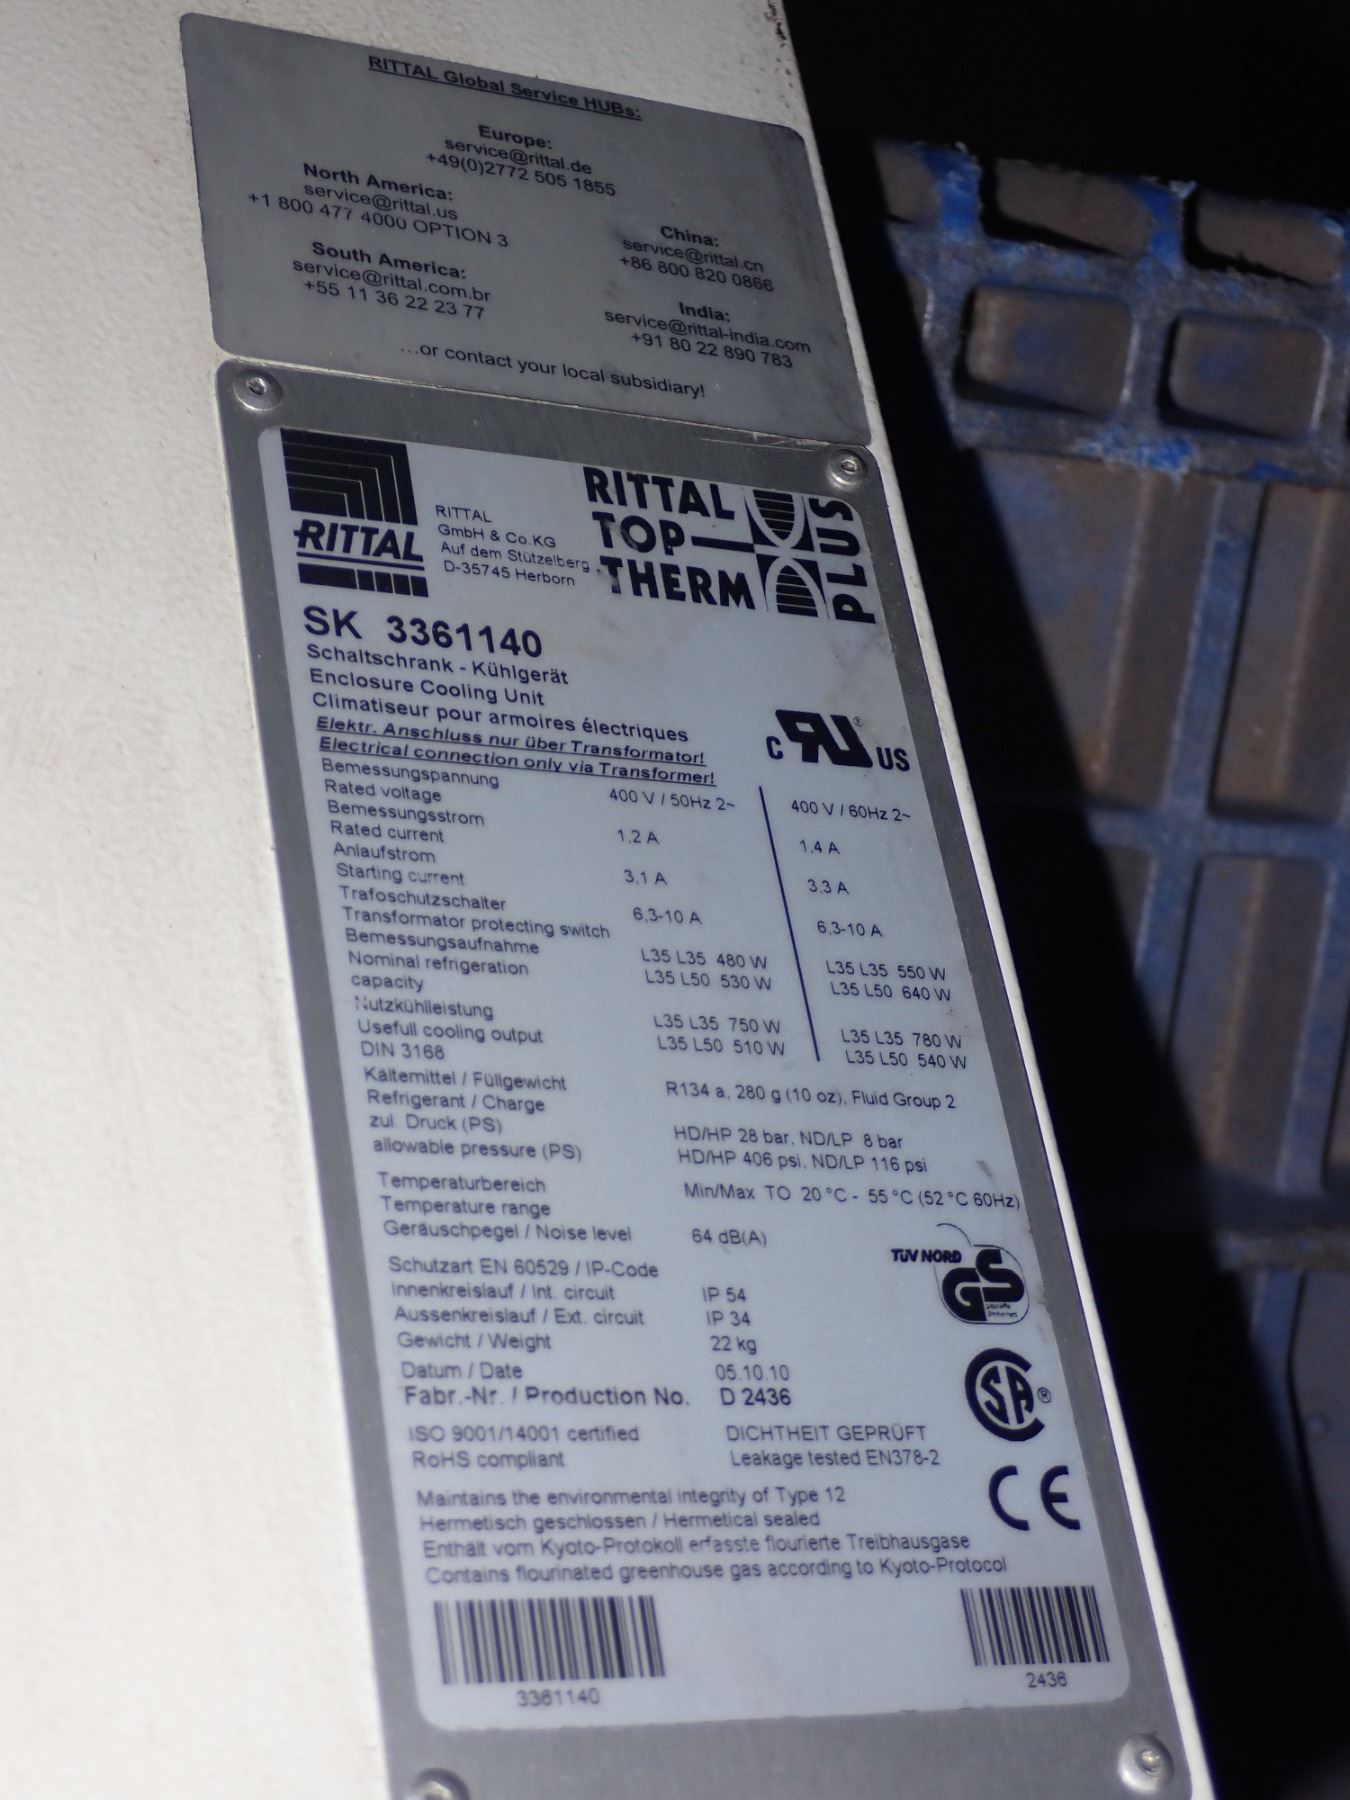 RITTAL Global Service HUBs:
Europe:
service@rittal.de
+49(0)2772 505 1855
North America:
service@rittal.us
+1 800 477 4000 OPTION 3
China:
service@rittal.cn
+86 800 820 0866
South America:
service@rittal.com.br
+55 11 36 22 23 77
India:
service@rittal-india.com
+91 80 22 890 783
...or contact your local subsidiary!
RITTAL
RITTAL
GmbH & Co.KG
Auf dem Stützelberg
D-35745 Herborn
RITTAL
TOP
THERM
PLUS
SK 3361140
Schaltschrank - Kühlgerät
Enclosure Cooling Unit
Climatiseur pour armoires électriques
Elektr. Anschluss nur über Transformator!
Electrical connection only via Transformer!
C RU ® US
Bemessungspannung
Rated voltage 400 V / 50Hz 2~ 400 V / 60Hz 2~
Bemessungsstrom
Rated current 1,2 A 1,4 A
Anlaufstrom
Starting current 3,1 A 3,3 A
Trafoschutzschalter
Transformator protecting switch 6,3-10 A 6,3-10 A
Bemessungsaufnahme L35 L35 480 W L35 L35 550 W
Nominal refrigeration L35 L50 530 W L35 L50 640 W
capacity
Nutzkühlleistung L35 L35 750 W L35 L35 780 W
Usefull cooling output L35 L50 510 W L35 L50 540 W
DIN 3168
Kältemittel / Füllgewicht
Refrigerant / Charge R134 a, 280 g (10 oz), Fluid Group 2
zul. Druck (PS) HD/HP 28 bar, ND/LP 8 bar
allowable pressure (PS) HD/HP 406 psi, ND/LP 116 psi
Temperaturbereich
Temperature range Min/Max TO 20 °C - 55 °C (52 °C 60Hz)
Geräuschpegel / Noise level 64 dB(A)
TÜV NORD
GS
Schutzart EN 60529 / IP-Code
Innenkreislauf / Int. circuit IP 54
Aussenkreislauf / Ext. circuit IP 34
Gewicht / Weight 22 kg
Datum / Date 05.10.10
Fabr.-Nr. / Production No. D 2436
SA ®
ISO 9001/14001 certified DICHTHEIT GEPRÜFT
RoHS compliant Leakage tested EN378-2
CE
Maintains the environmental integrity of Type 12
Hermetisch geschlossen / Hermetical sealed
Enthält vom Kyoto-Protokoll erfasste flourierte Treibhausgase
Contains flourinated greenhouse gas according to Kyoto-Protocol
3361140 2436